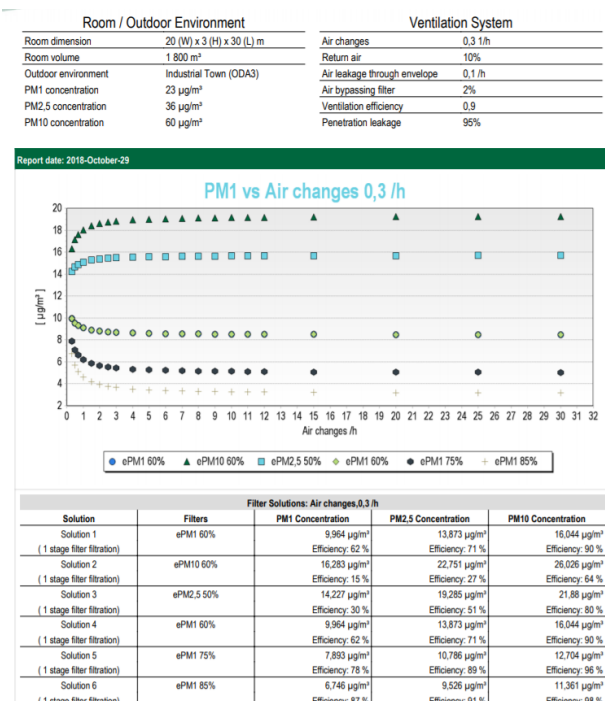 Room / Outdoor Environment
Room dimension 20 (W) x 3 (H) x 30 (L) m
Room volume 1 800 m³
Outdoor environment Industrial Town (ODA3)
PM1 concentration 23 µg/m³
PM2,5 concentration 36 µg/m³
PM10 concentration 60 µg/m³
Ventilation System
Air changes 0,3 1/h
Return air 10%
Air leakage through envelope 0,1 /h
Air bypassing filter 2%
Ventilation efficiency 0,9
Penetration leakage 95%
Report date: 2018-October-29
PM1 vs Air changes 0,3 /h
[ µg/m³ ]
20
18
16
14
12
10
8
6
4
2
0 1 2 3 4 5 6 7 8 9 10 11 12 13 14 15 16 17 18 19 20 21 22 23 24 25 26 27 28 29 30 31 32
Air changes /h
ePM1 60% ePM10 60% ePM2,5 50% ePM1 60% ePM1 75% ePM1 85%
Filter Solutions: Air changes,0,3 /h
Solution Filters PM1 Concentration PM2,5 Concentration PM10 Concentration
Solution 1 ePM1 60% 9,964 µg/m³ 13,873 µg/m³ 16,044 µg/m³
( 1 stage filter filtration) Efficiency: 62 % Efficiency: 71 % Efficiency: 90 %
Solution 2 ePM10 60% 16,283 µg/m³ 22,751 µg/m³ 26,026 µg/m³
( 1 stage filter filtration) Efficiency: 15 % Efficiency: 27 % Efficiency: 64 %
Solution 3 ePM2,5 50% 14,227 µg/m³ 19,285 µg/m³ 21,88 µg/m³
( 1 stage filter filtration) Efficiency: 30 % Efficiency: 51 % Efficiency: 80 %
Solution 4 ePM1 60% 9,964 µg/m³ 13,873 µg/m³ 16,044 µg/m³
( 1 stage filter filtration) Efficiency: 62 % Efficiency: 71 % Efficiency: 90 %
Solution 5 ePM1 75% 7,893 µg/m³ 10,786 µg/m³ 12,704 µg/m³
( 1 stage filter filtration) Efficiency: 78 % Efficiency: 89 % Efficiency: 96 %
Solution 6 ePM1 85% 6,746 µg/m³ 9,526 µg/m³ 11,361 µg/m³
( 1 stage filter filtration) Efficiency: 87 % Efficiency: 91 % Efficiency: 98 %